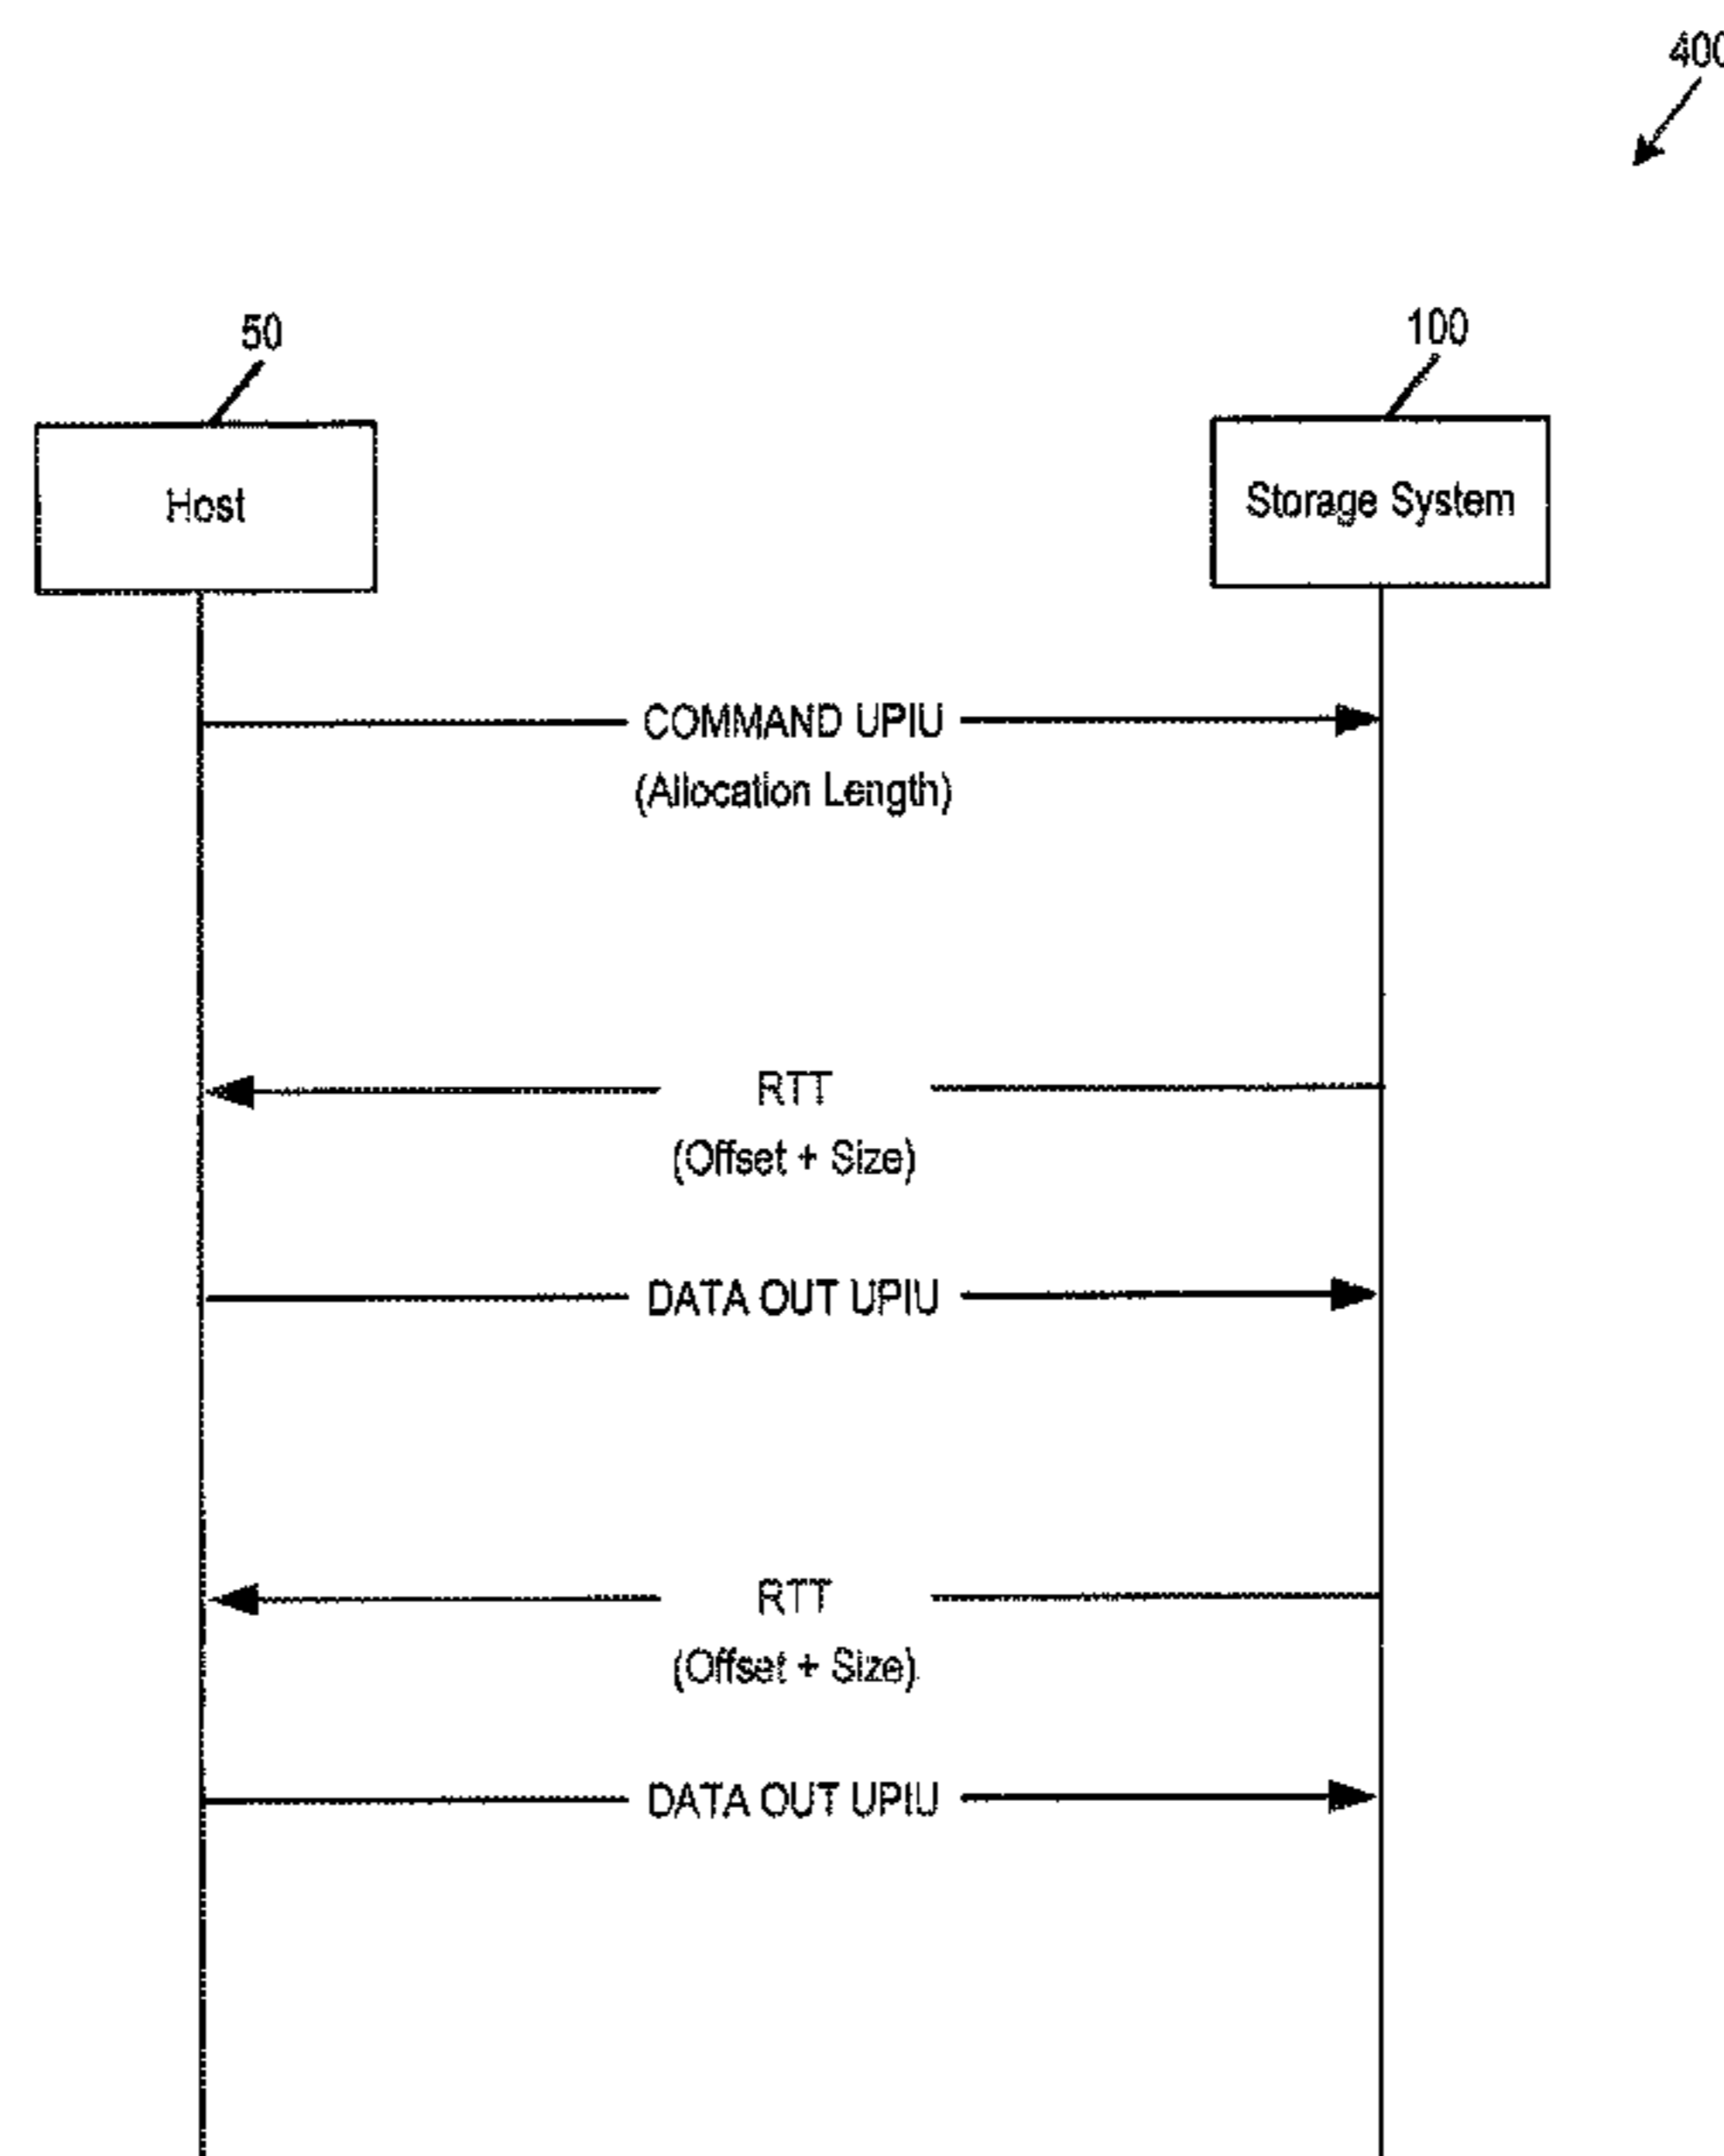 400
50
100
Host
Storage System
COMMAND UPIU
(Allocation Length)
RTT
(Offset + Size)
DATA OUT UPIU
RTT
(Offset + Size)
DATA OUT UPIU